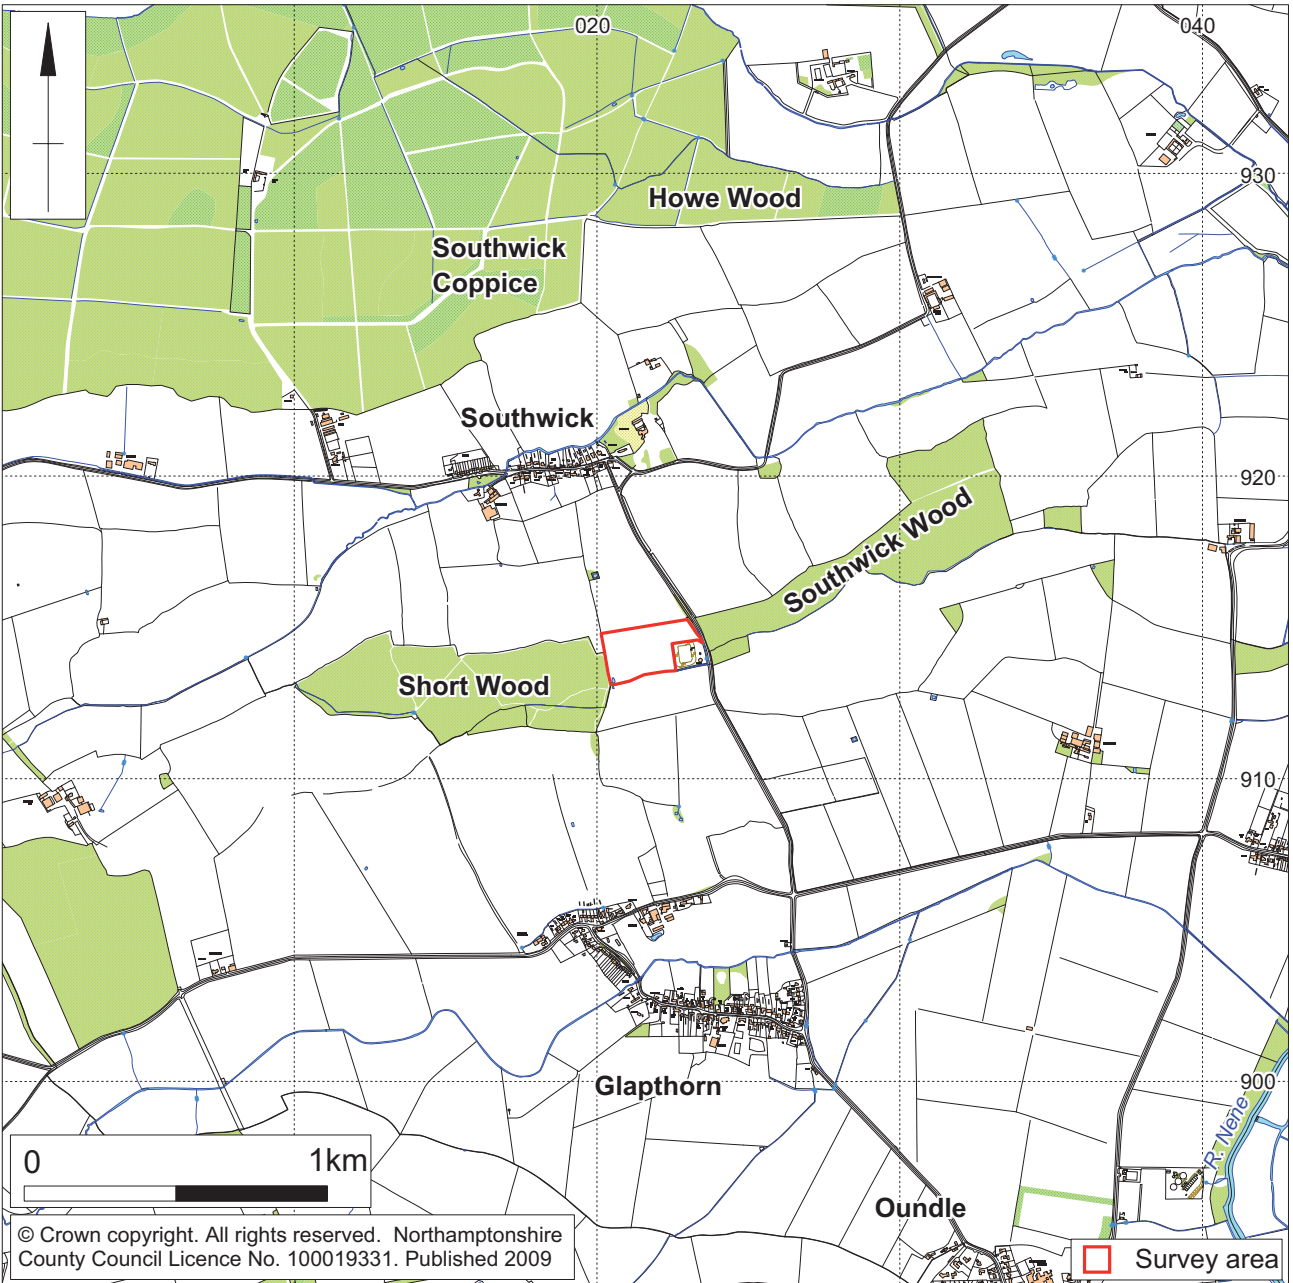 020
040
930
Howe Wood
Southwick
Coppice
Southwick
920
Southwick Wood
Short Wood
910
Glapthorn
900
R. Nene
0 1km
Oundle
© Crown copyright. All rights reserved. Northamptonshire
County Council Licence No. 100019331. Published 2009
Survey area